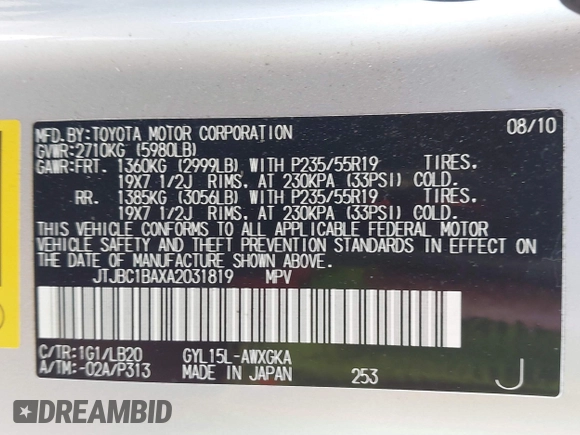 MFD.BY:TOYOTA MOTOR CORPORATION 08/10
GVWR:2710KG (5980LB)
GAWR:FRT. 1360KG (2999LB) WITH P235/55R19 TIRES.
19X7 1/2J RIMS. AT 230KPA (33PSI) COLD.
RR. 1385KG (3056LB) WITH P235/55R19 TIRES.
19X7 1/2J RIMS. AT 230KPA (33PSI) COLD.
THIS VEHICLE CONFORMS TO ALL APPLICABLE FEDERAL MOTOR
VEHICLE SAFETY AND THEFT PREVENTION STANDARDS IN EFFECT ON
THE DATE OF MANUFACTURE SHOWN ABOVE.
JTJBC1BAXA2031819 MPV
C/TR:1G1/LB20 GYL15L-AWXGKA
A/TM:-02A/P313 MADE IN JAPAN 253 J
DREAMBID